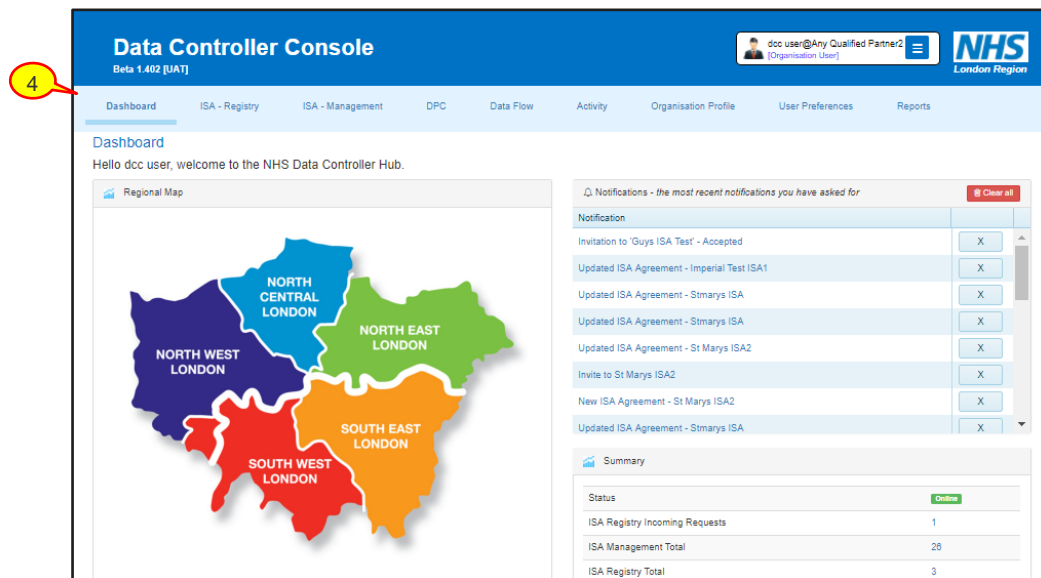 Data Controller Console
Beta 1.402 [UAT]
dcc user@Any Qualified Partner2
[Organisation User]
NHS
London Region
4
Dashboard ISA - Registry ISA - Management DPC Data Flow Activity Organisation Profile User Preferences Reports
Dashboard
Hello dcc user, welcome to the NHS Data Controller Hub.
Regional Map
NORTH
CENTRAL
LONDON
NORTH EAST
LONDON
NORTH WEST
LONDON
SOUTH EAST
LONDON
SOUTH WEST
LONDON
Notifications - the most recent notifications you have asked for Clear all
Notification
Invitation to 'Guys ISA Test' - Accepted X
Updated ISA Agreement - Imperial Test ISA1 X
Updated ISA Agreement - Stmarys ISA X
Updated ISA Agreement - Stmarys ISA X
Updated ISA Agreement - St Marys ISA2 X
Invite to St Marys ISA2 X
New ISA Agreement - St Marys ISA2 X
Updated ISA Agreement - Stmarys ISA X
Summary
Status Online
ISA Registry Incoming Requests 1
ISA Management Total 26
ISA Registry Total 3